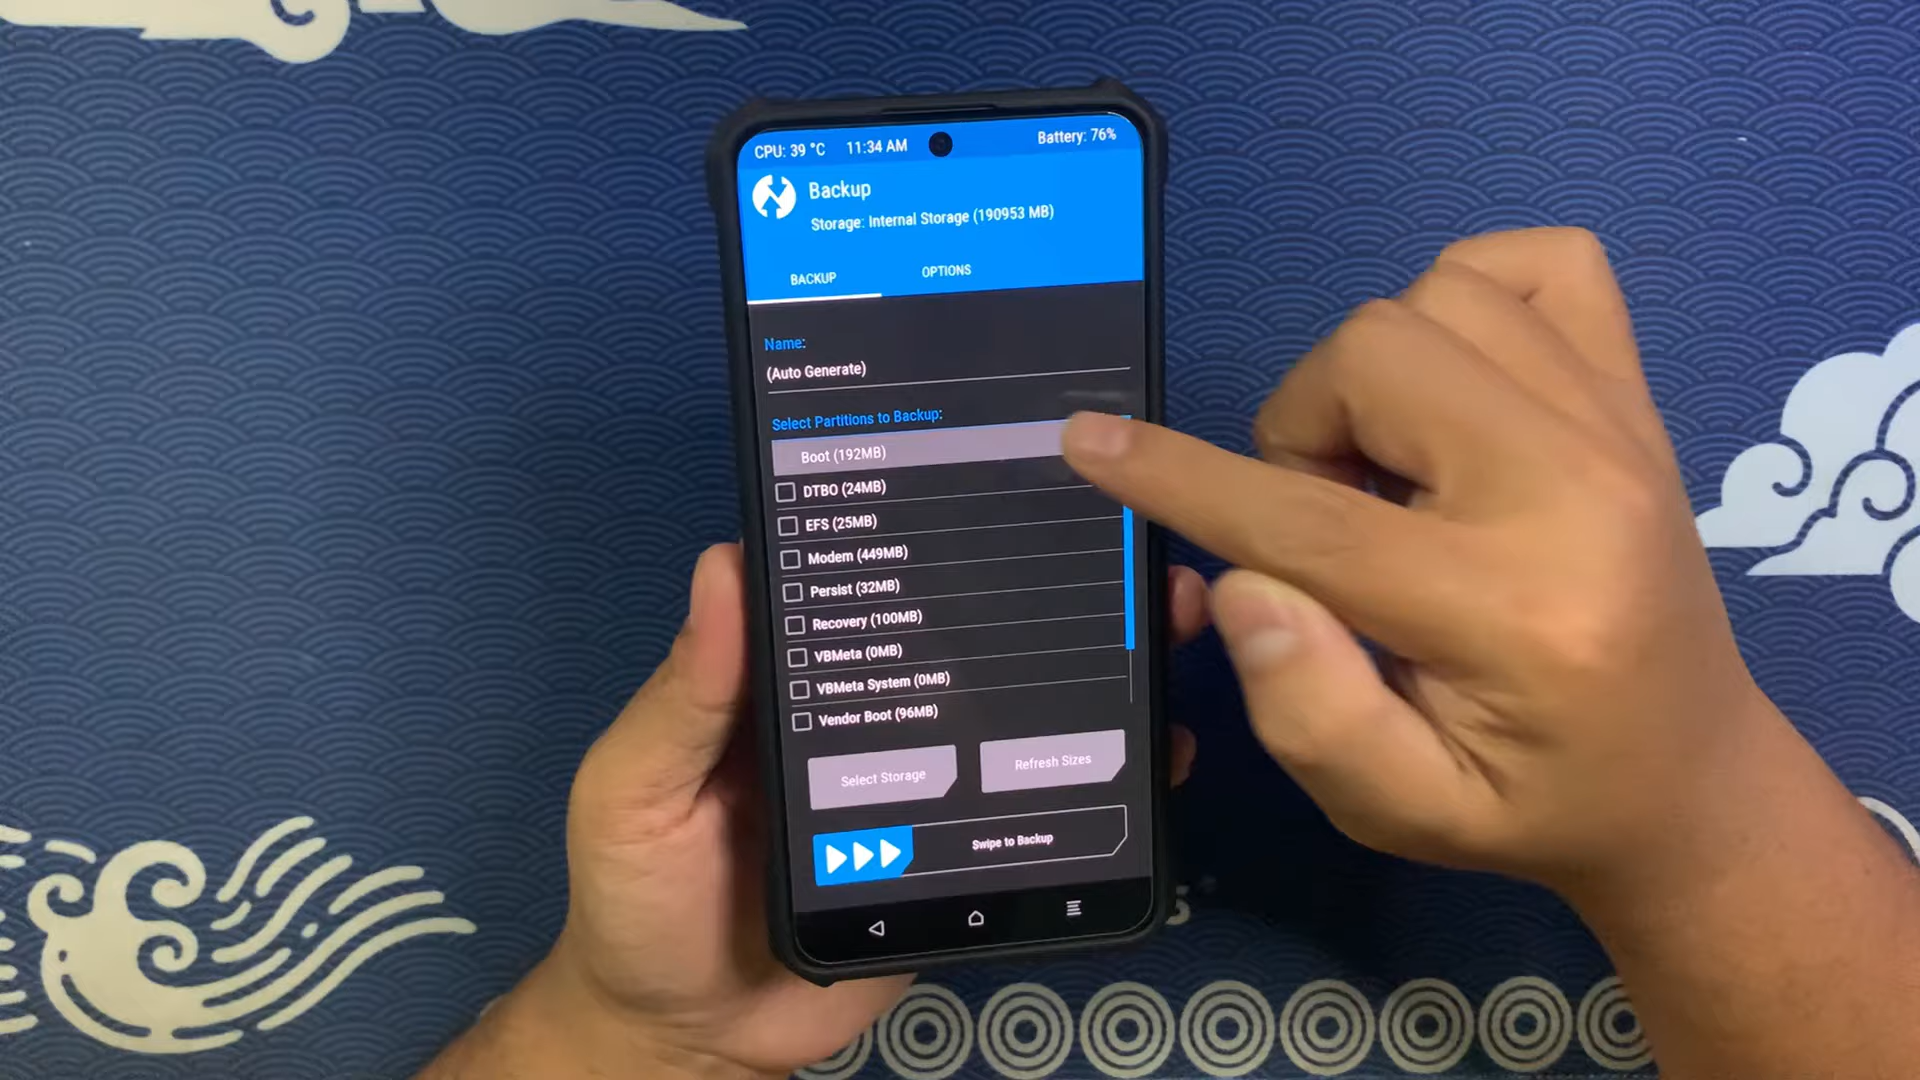 CPU: 39 °C 11:34 AM Battery: 76%
Backup
Storage: Internal Storage (190953 MB)
BACKUP OPTIONS
Name:
(Auto Generate)
Select Partitions to Backup:
Boot (192MB)
DTBO (24MB)
EFS (25MB)
Modem (449MB)
Persist (32MB)
Recovery (100MB)
VBMeta (0MB)
VBMeta System (0MB)
Vendor Boot (96MB)
Select Storage Refresh Sizes
Swipe to Backup